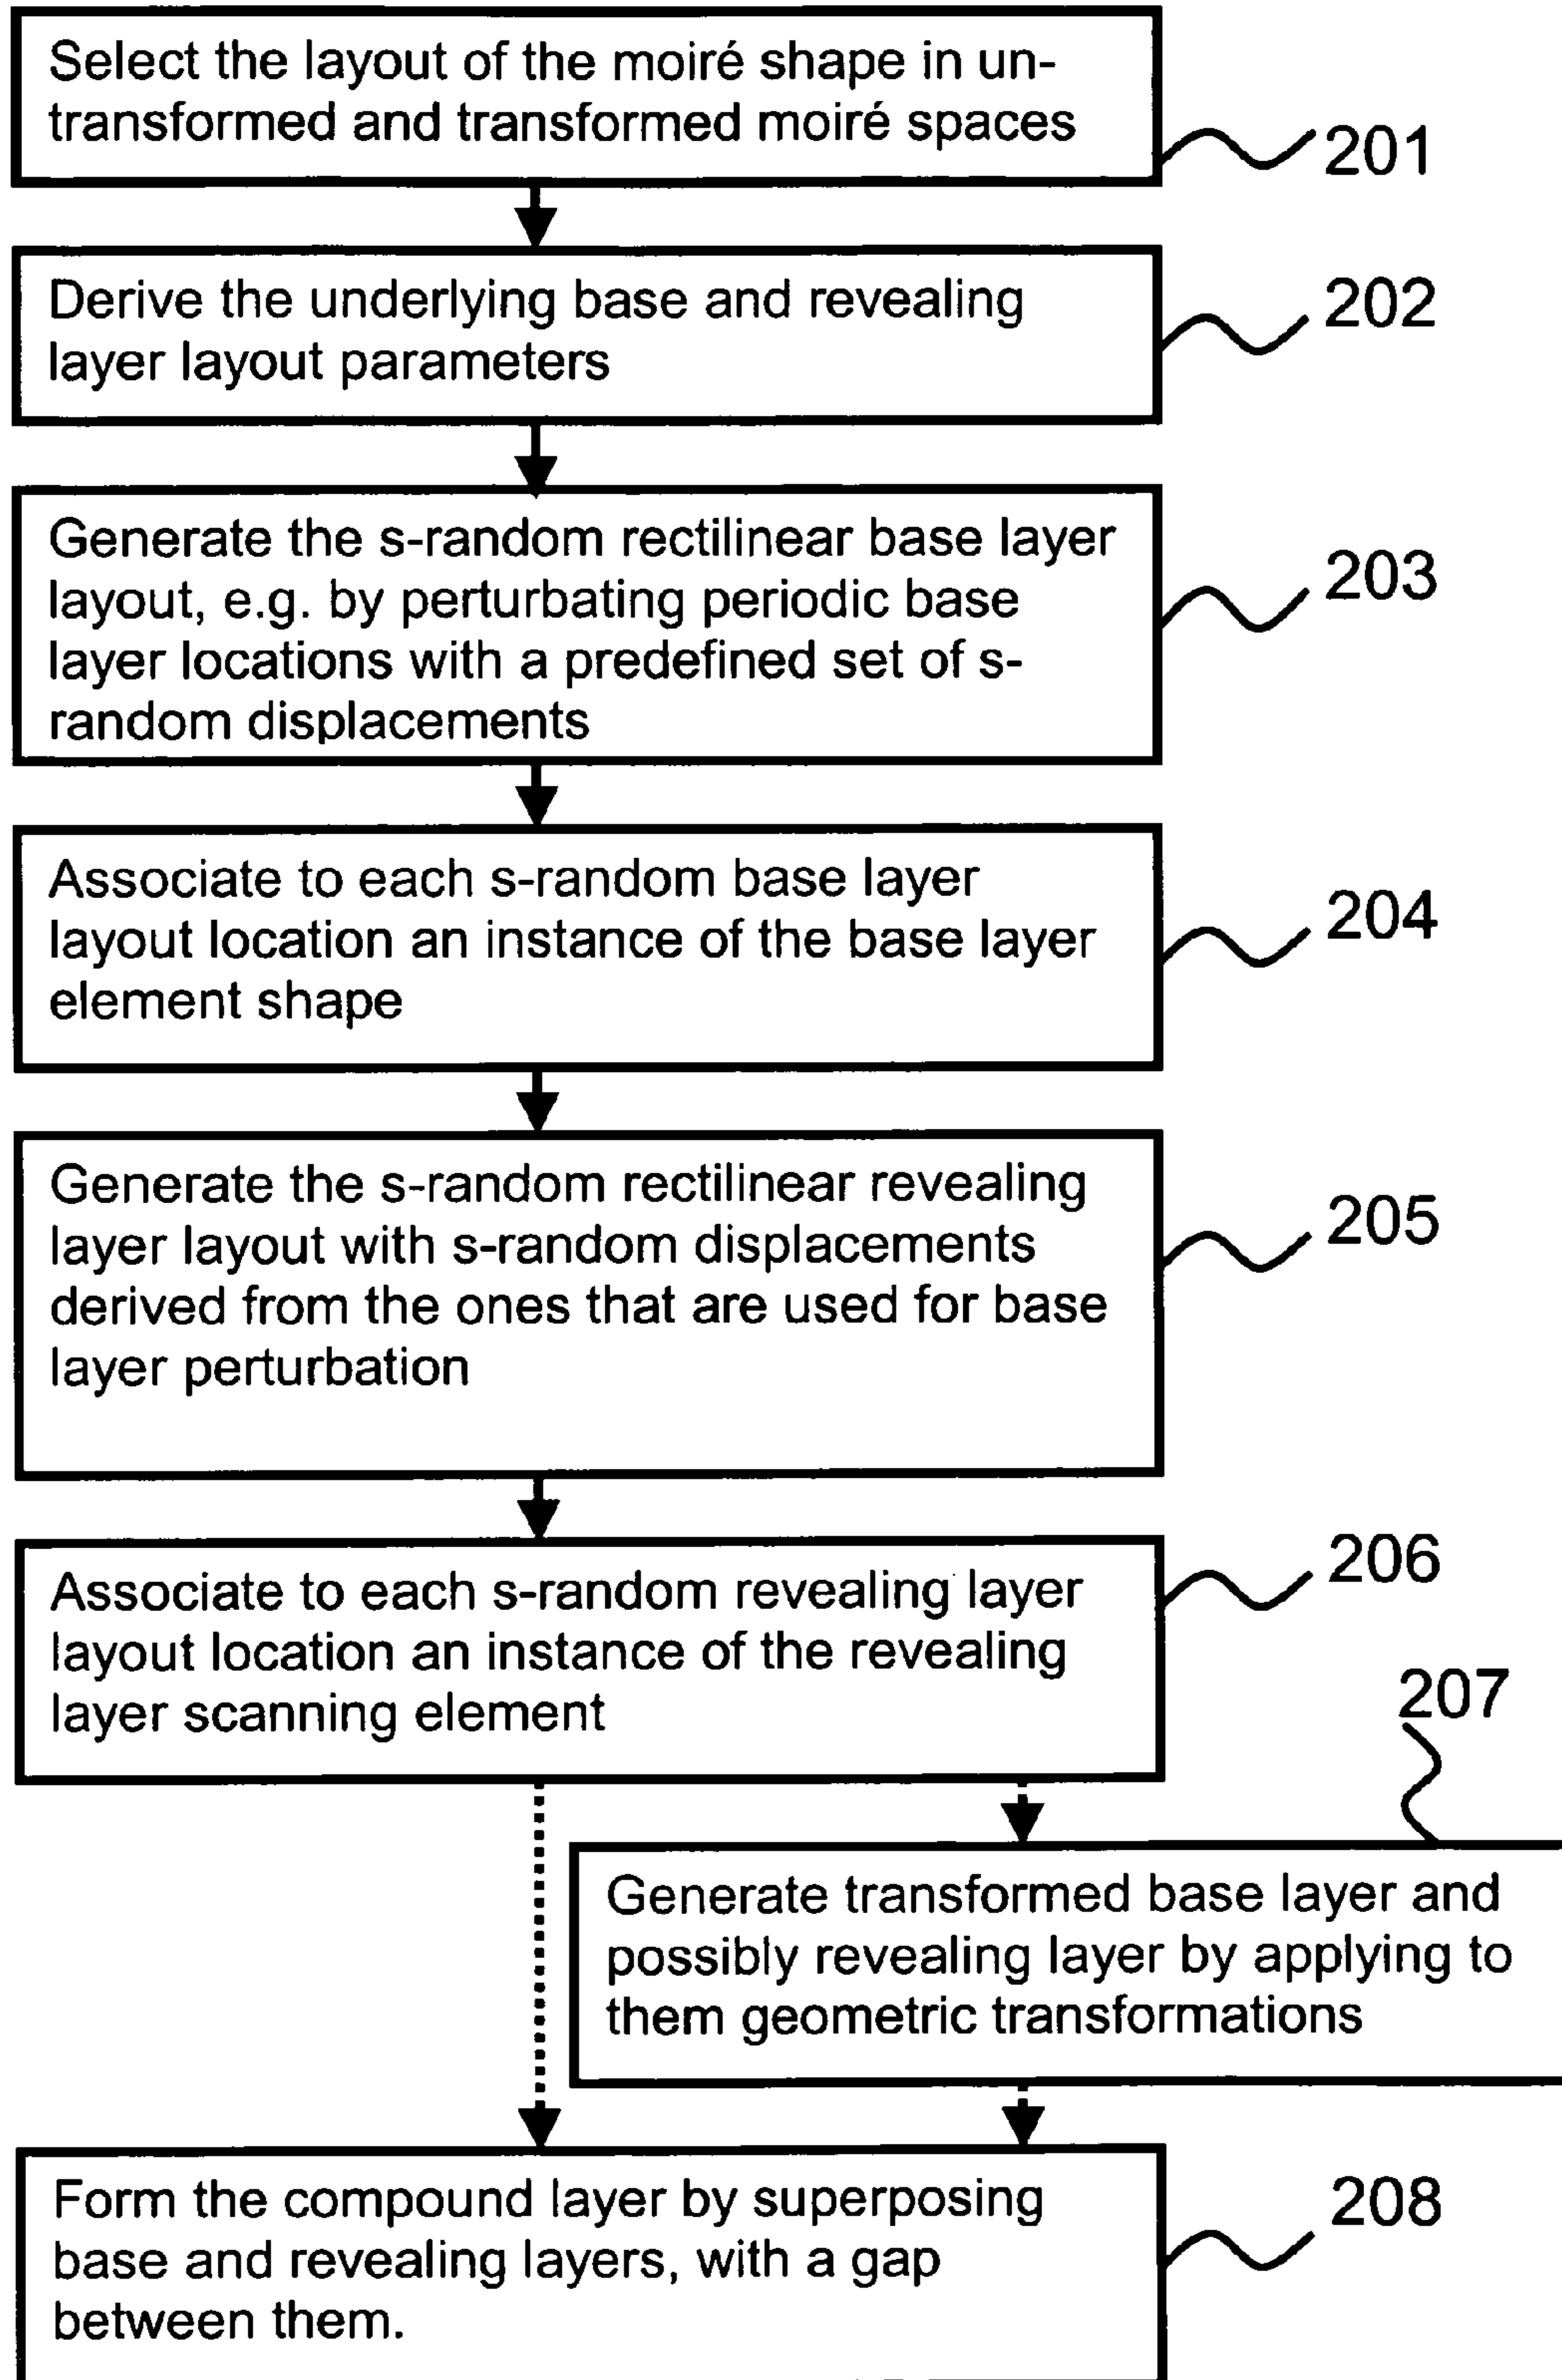 Select the layout of the moiré shape in un-
transformed and transformed moiré spaces
201
Derive the underlying base and revealing
layer layout parameters
202
Generate the s-random rectilinear base layer
layout, e.g. by perturbating periodic base
layer locations with a predefined set of s-
random displacements
203
Associate to each s-random base layer
layout location an instance of the base layer
element shape
204
Generate the s-random rectilinear revealing
layer layout with s-random displacements
derived from the ones that are used for base
layer perturbation
205
Associate to each s-random revealing layer
layout location an instance of the revealing
layer scanning element
206
207
Generate transformed base layer and
possibly revealing layer by applying to
them geometric transformations
Form the compound layer by superposing
base and revealing layers, with a gap
between them.
208